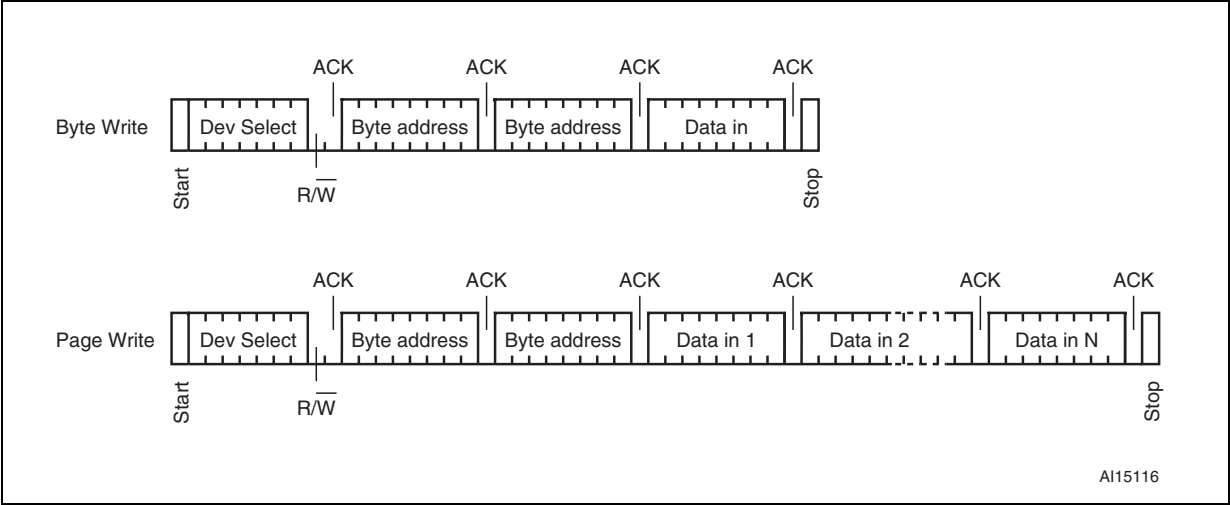 ACK ACK ACK ACK
Byte Write Dev Select Byte address Byte address Data in
Start R/W̅ Stop
ACK ACK ACK ACK ACK ACK
Page Write Dev Select Byte address Byte address Data in 1 Data in 2 Data in N
Start R/W̅ Stop
AI15116